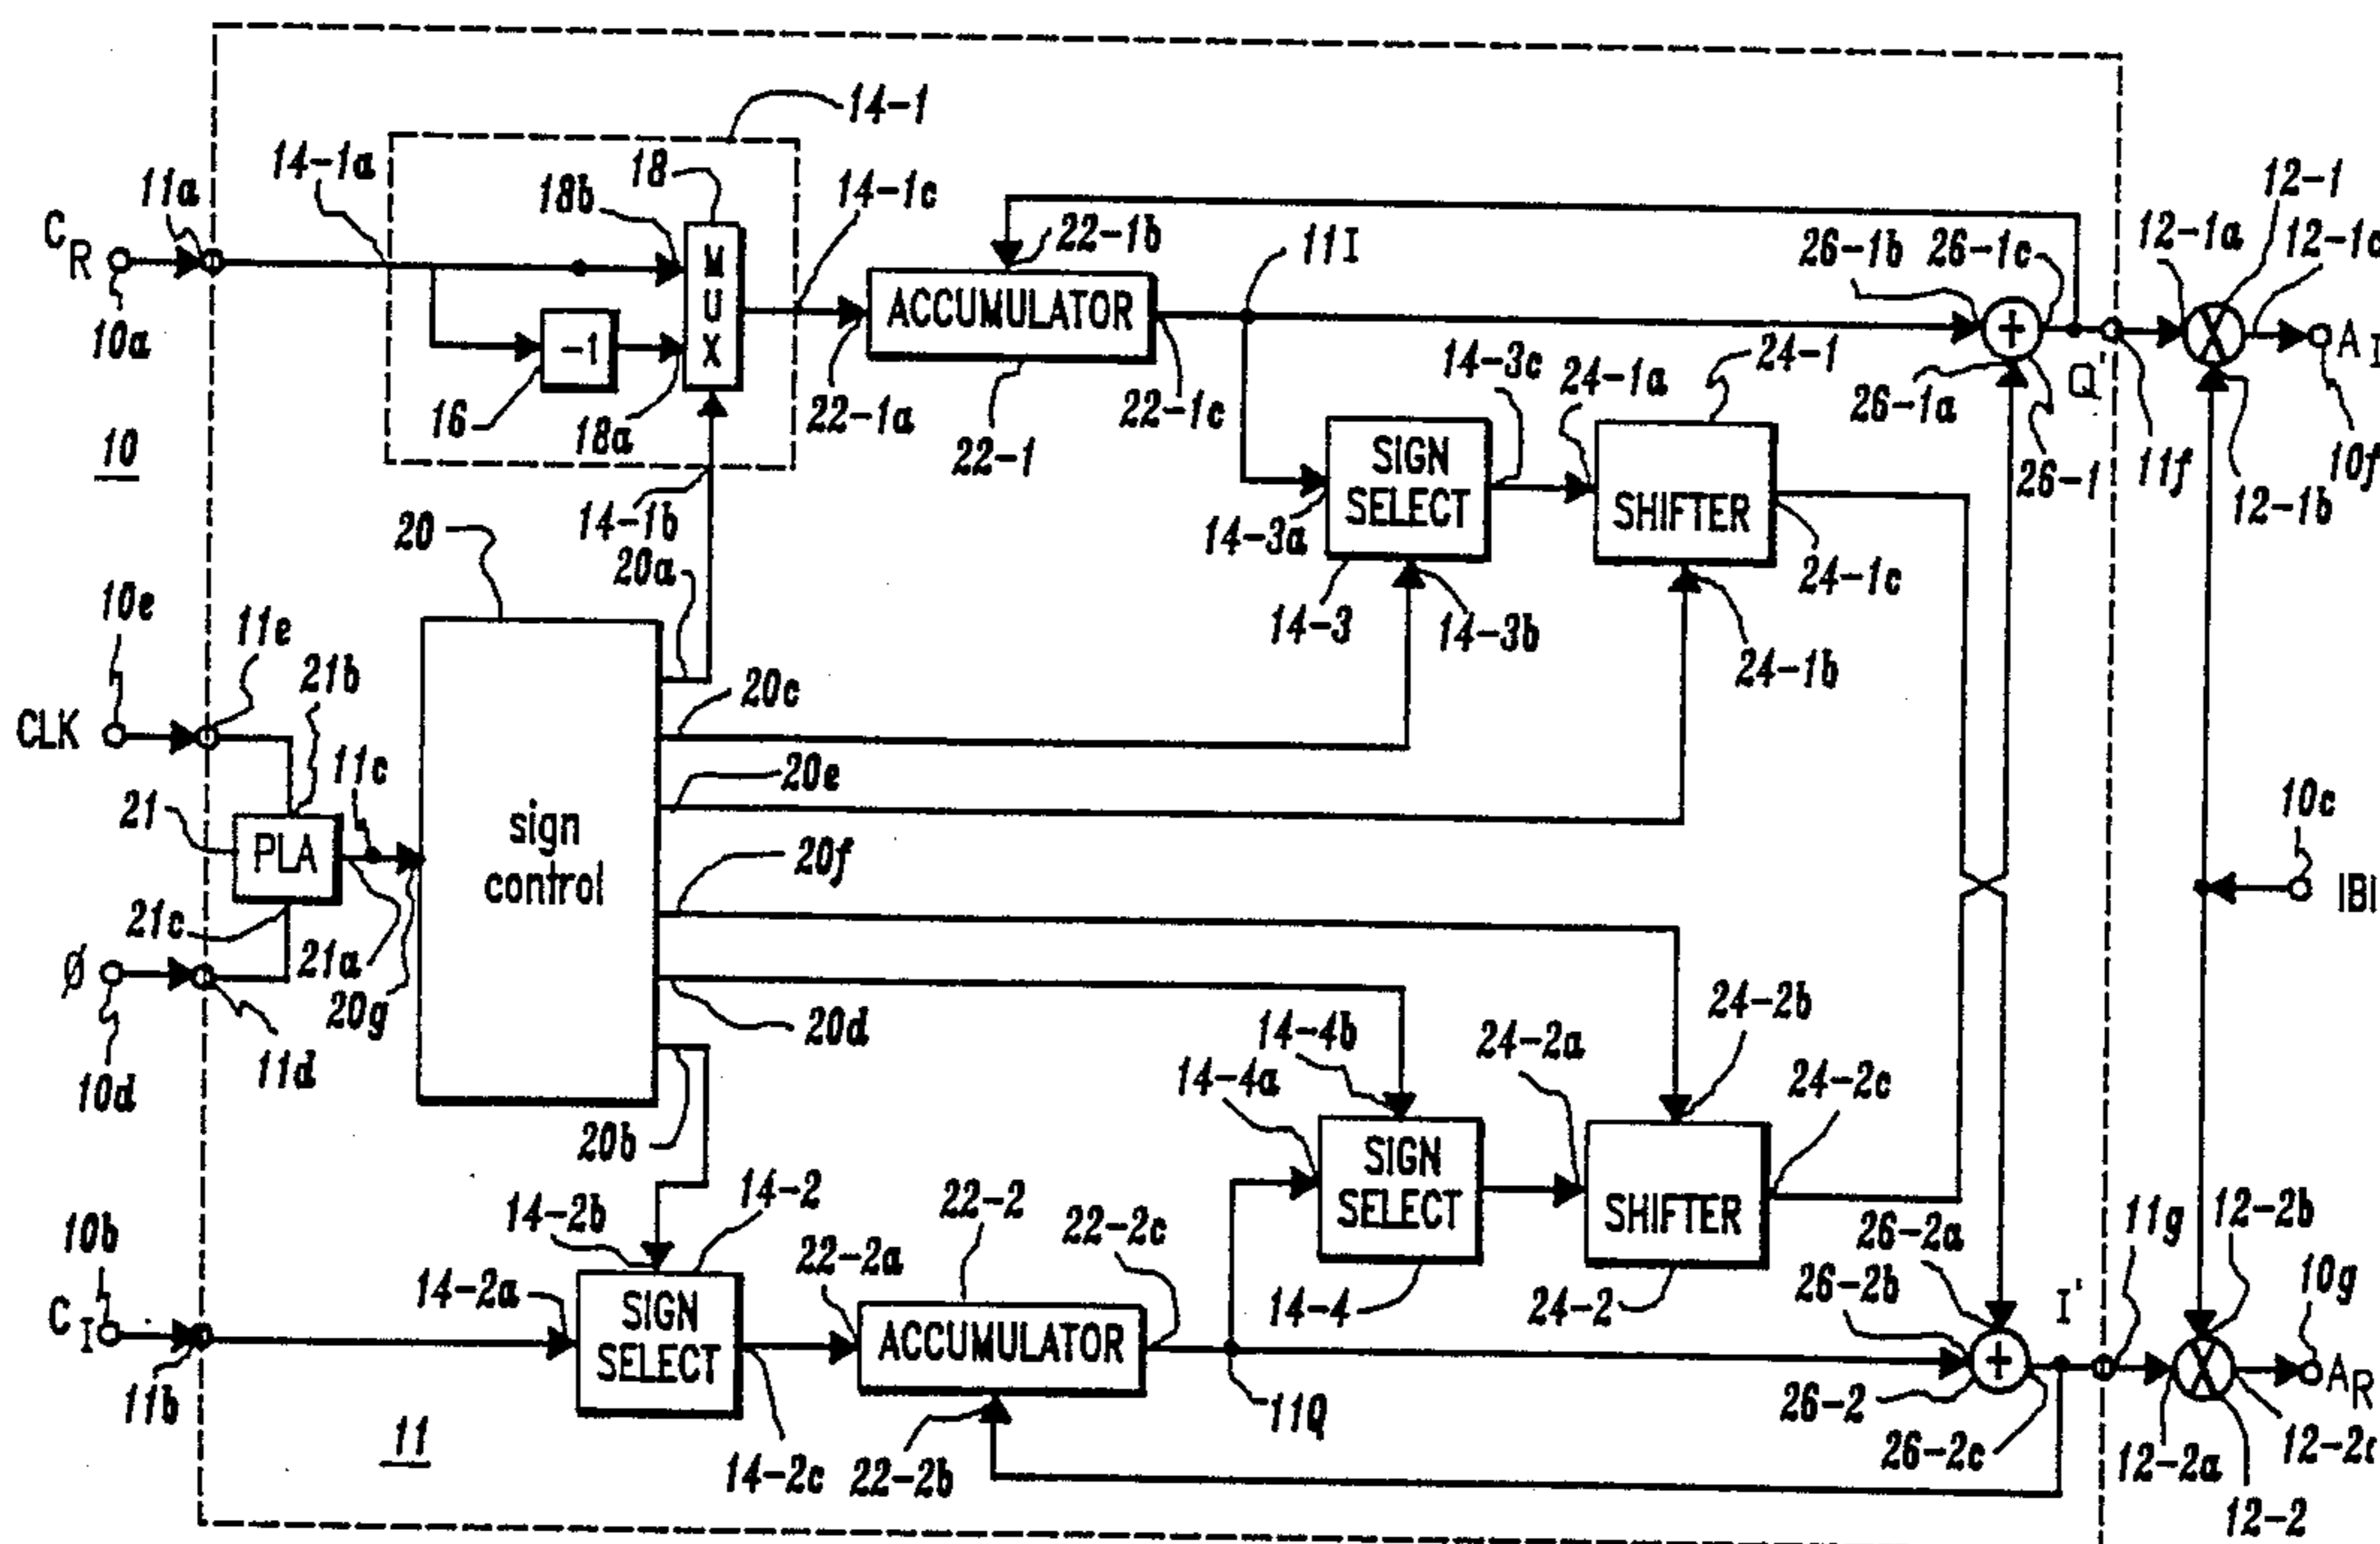 14-1
14-1a
18
11a
18b
14-1c
12-1
C R
22-1b
11I
26-1b
26-1c
12-1a
12-1c
M
U
X
ACCUMULATOR
+
X
A I
10a
-1
14-3c
24-1a
24-1
Q'
16
18a
22-1a
22-1c
26-1a
10
22-1
SIGN
SELECT
SHIFTER
26-1
11f
10f
14-1b
14-3a
12-1b
20
20a
24-1c
10e
11e
14-3
14-3b
21b
24-1b
20c
CLK
11c
20e
10c
21
PLA
sign
control
20f
IBI
21c
21a
Ø
20g
20d
24-2b
14-4b
24-2a
10d
11d
14-4a
24-2c
20b
SIGN
SELECT
SHIFTER
14-2b
14-2
22-2
22-2c
26-2a
11g
12-2b
10b
22-2a
26-2b
10g
14-2a
14-4
24-2
I'
C I
SIGN
SELECT
ACCUMULATOR
+
X
A R
11b
11Q
26-2
11
22-2b
26-2c
12-2a
12-2c
14-2c
12-2